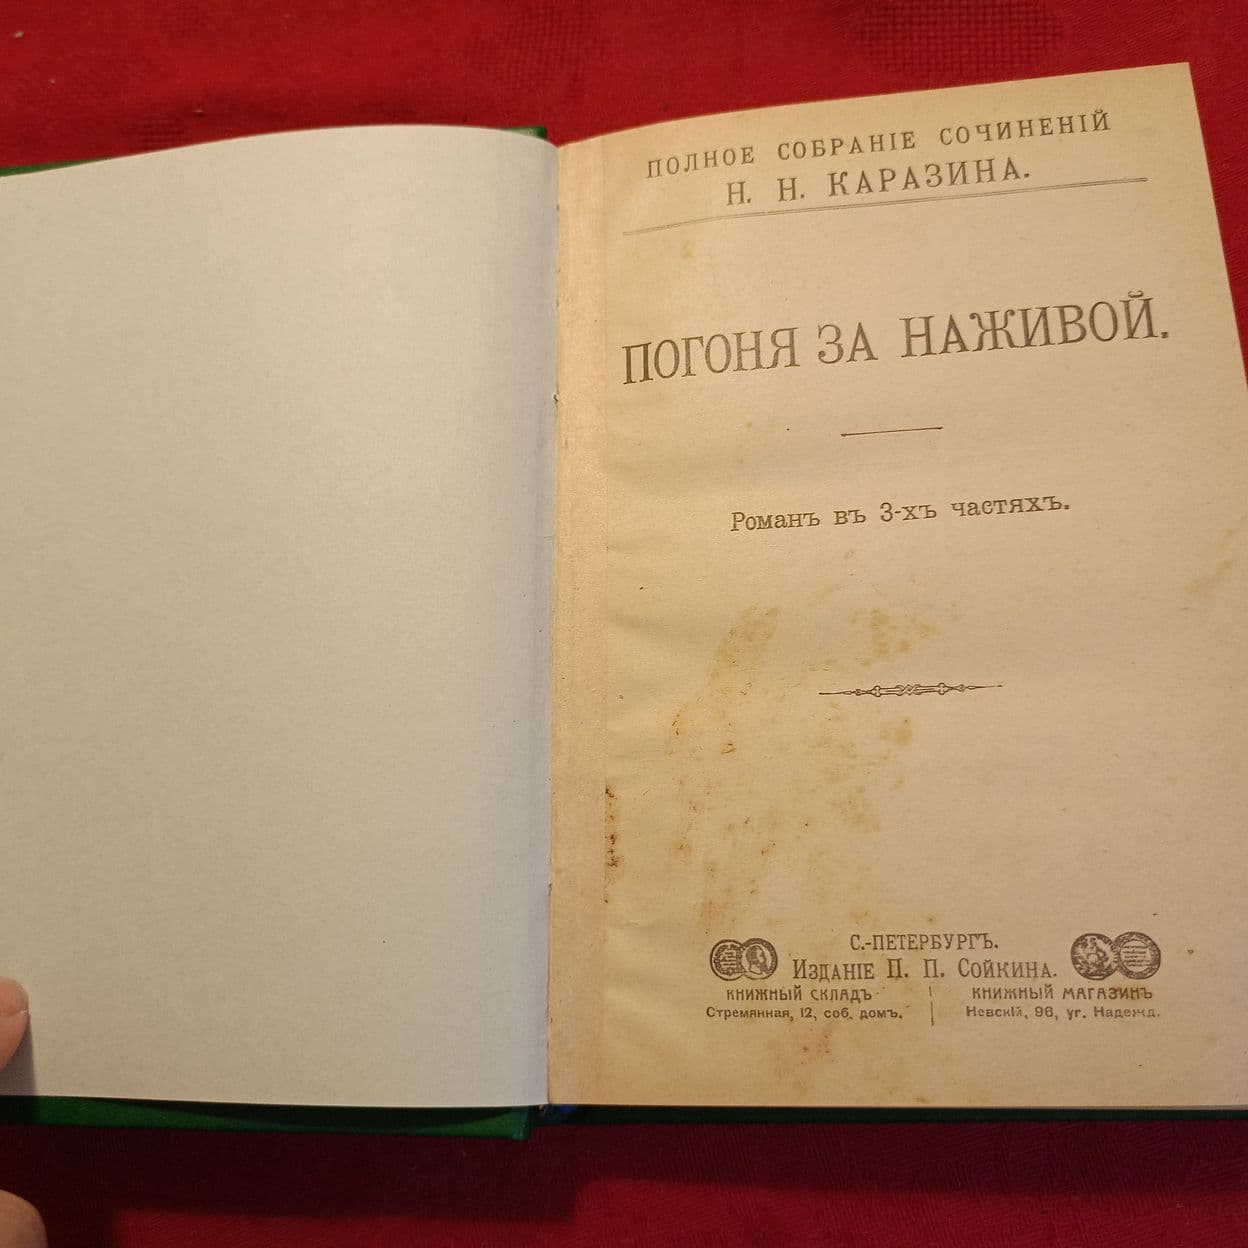 ПОЛНОЕ СОБРАНІЕ СОЧИНЕНІЙ
Н. Н. КАРАЗИНА.
ПОГОНЯ ЗА НАЖИВОЙ.
Романъ въ 3-хъ частяхъ.
С.-ПЕТЕРБУРГЪ.
Изданіе П. П. Сойкина.
КНИЖНЫЙ СКЛАДЪ
КНИЖНЫЙ МАГАЗИНЪ
Стремянная, 12, соб. домъ.
Невскій, 96, уг. Надежд.